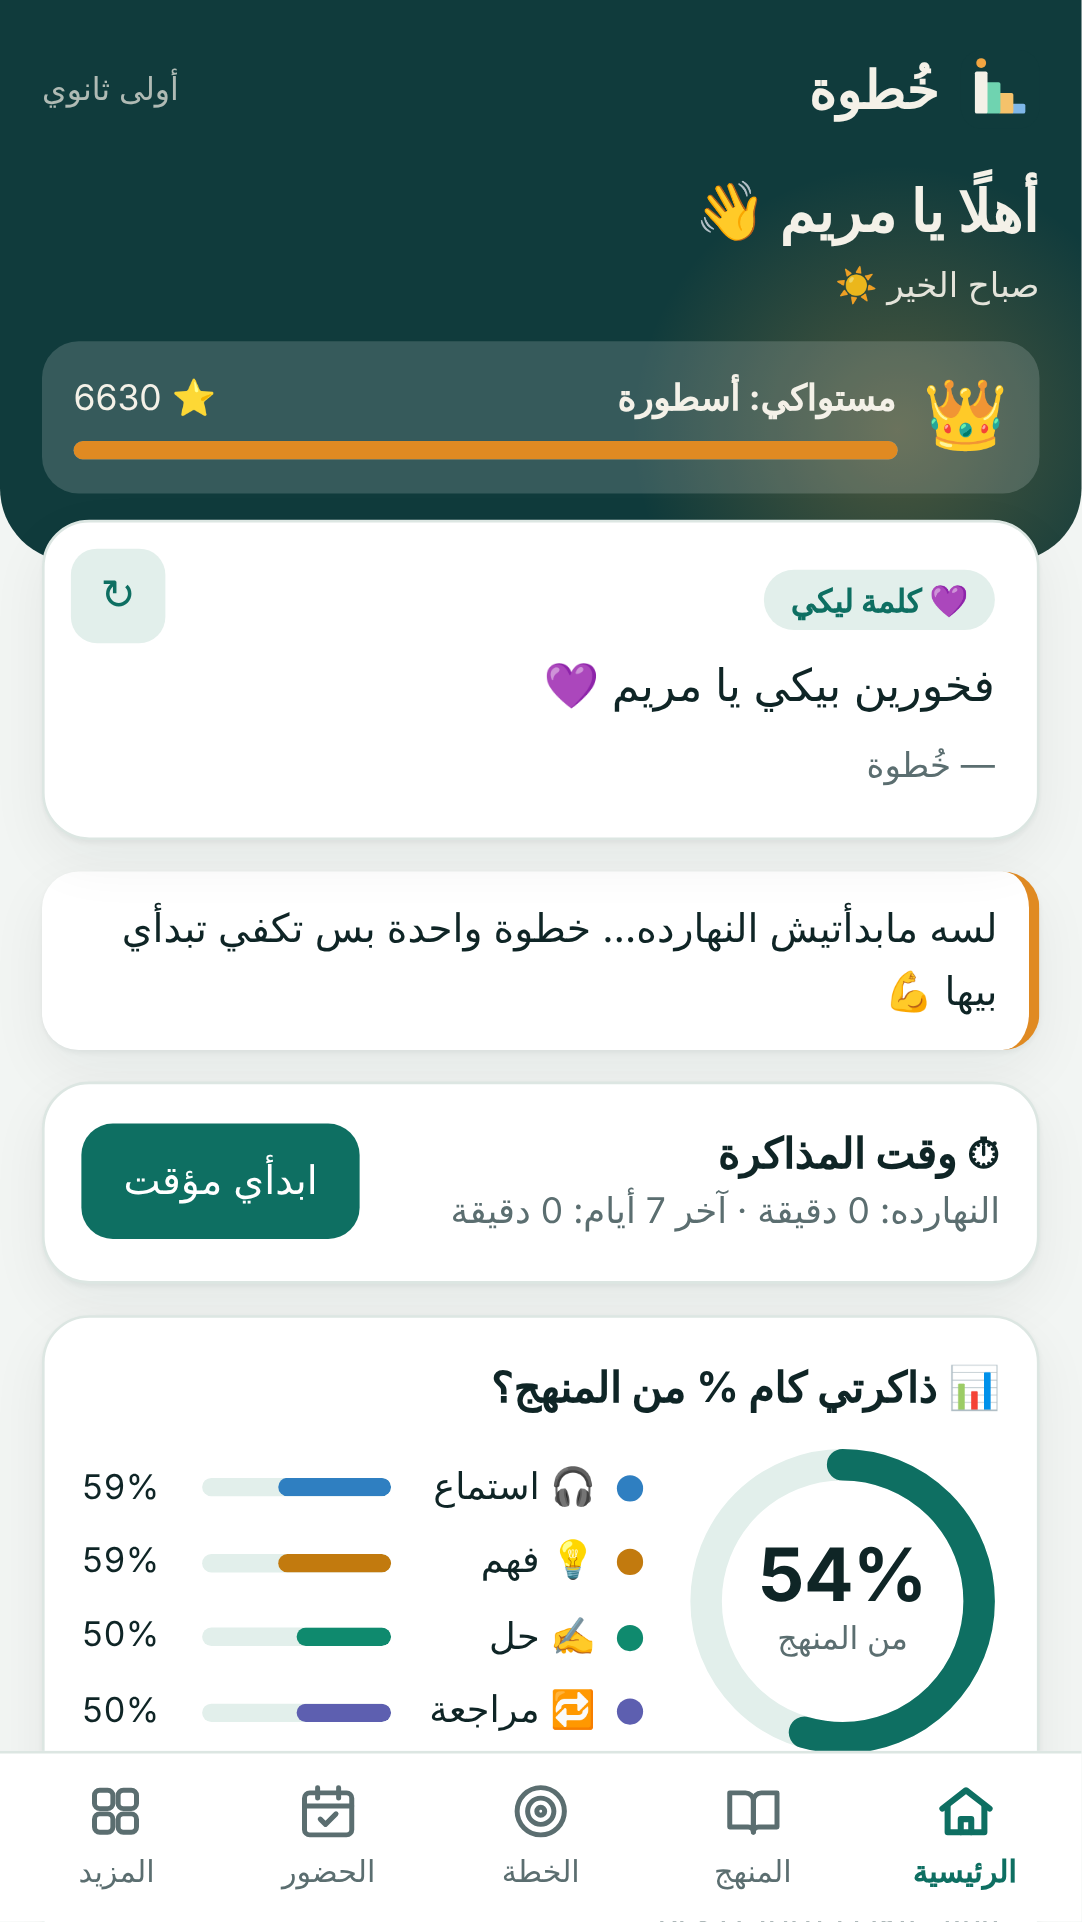 خُطوة
أولى ثانوي
أهلًا يا مريم 👋
صباح الخير ☀️
مستواكي: أسطورة
6630 ⭐
💜 كلمة ليكي
↻
فخورين بيكي يا مريم 💜
— خُطوة
لسه مابدأتيش النهارده... خطوة واحدة بس تكفي تبدأي
بيها 💪
⏱ وقت المذاكرة
النهارده: 0 دقيقة · آخر 7 أيام: 0 دقيقة
ابدأي مؤقت
📊 ذاكرتي كام % من المنهج؟
54%
من المنهج
🎧 استماع 59%
💡 فهم 59%
✍️ حل 50%
🔁 مراجعة 50%
الرئيسية
المنهج
الخطة
الحضور
المزيد